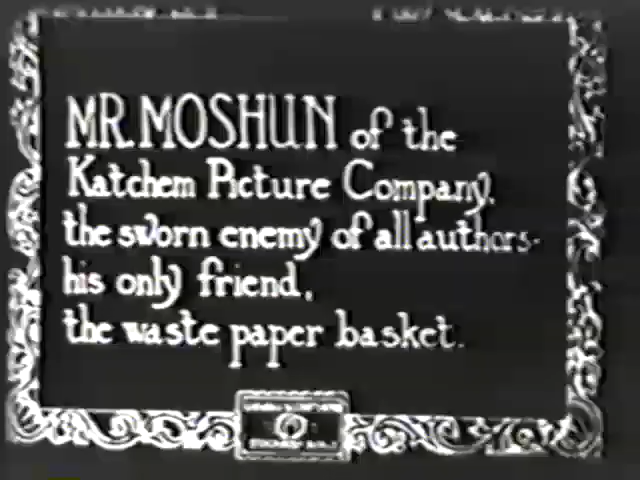 MR. MOSHUN of the
Katchem Picture Company,
the sworn enemy of all authors-
his only friend,
the waste paper basket.